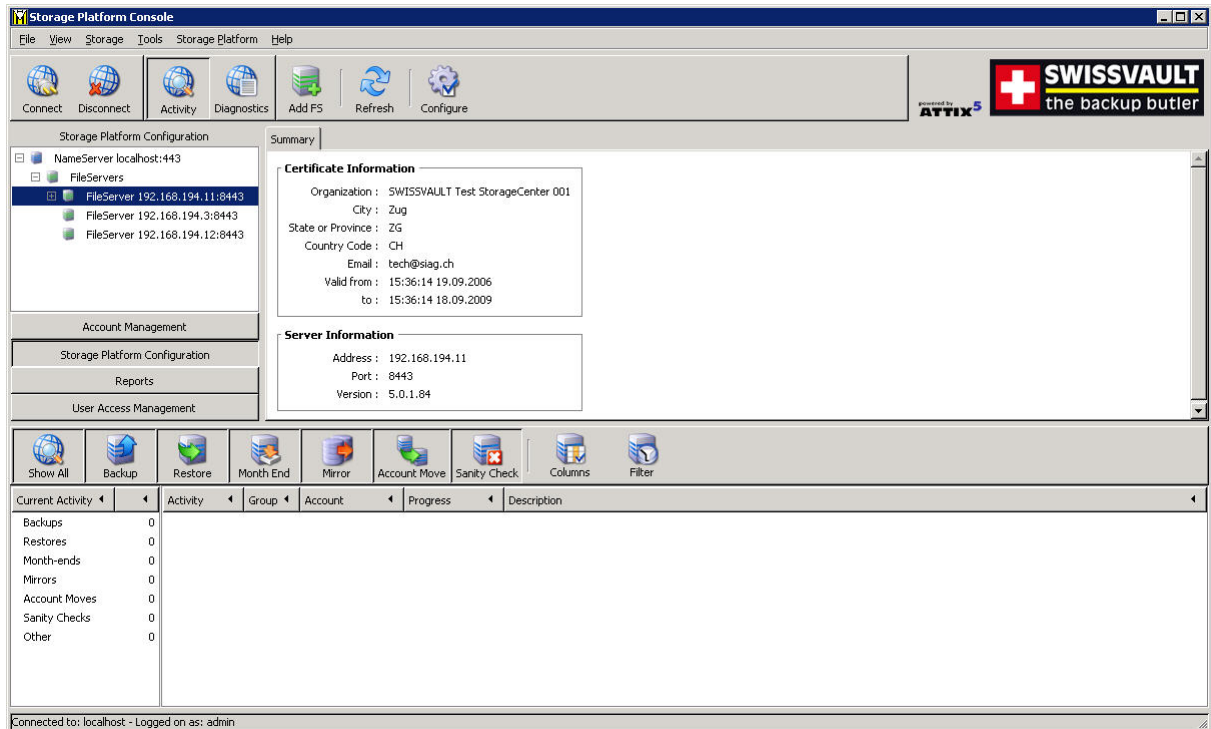 Storage Platform Console
File View Storage Tools Storage Platform Help
Connect Disconnect Activity Diagnostics Add FS Refresh Configure
powered by ATTIX5
SWISSVAULT
the backup butler
Storage Platform Configuration
Summary
NameServer localhost:443
FileServers
FileServer 192.168.194.11:8443
FileServer 192.168.194.3:8443
FileServer 192.168.194.12:8443
Account Management
Storage Platform Configuration
Reports
User Access Management
Certificate Information
Organization : SWISSVAULT Test StorageCenter 001
City : Zug
State or Province : ZG
Country Code : CH
Email : tech@siag.ch
Valid from : 15:36:14 19.09.2006
to : 15:36:14 18.09.2009
Server Information
Address : 192.168.194.11
Port : 8443
Version : 5.0.1.84
Show All Backup Restore Month End Mirror Account Move Sanity Check Columns Filter
Current Activity Activity Group Account Progress Description
Backups 0
Restores 0
Month-ends 0
Mirrors 0
Account Moves 0
Sanity Checks 0
Other 0
Connected to: localhost - Logged on as: admin